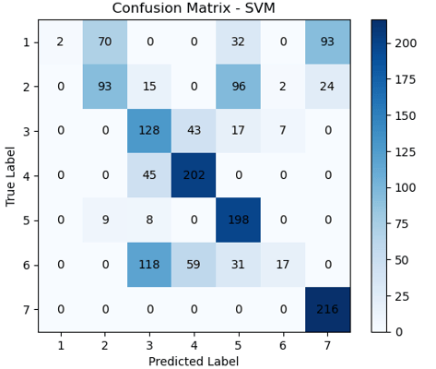 Confusion Matrix - SVM
1 2 70 0 0 32 0 93
2 0 93 15 0 96 2 24
3 0 0 128 43 17 7 0
4 0 0 45 202 0 0 0
5 0 9 8 0 198 0 0
6 0 0 118 59 31 17 0
7 0 0 0 0 0 0 216
1 2 3 4 5 6 7
Predicted Label
True Label
200
175
150
125
100
75
50
25
0